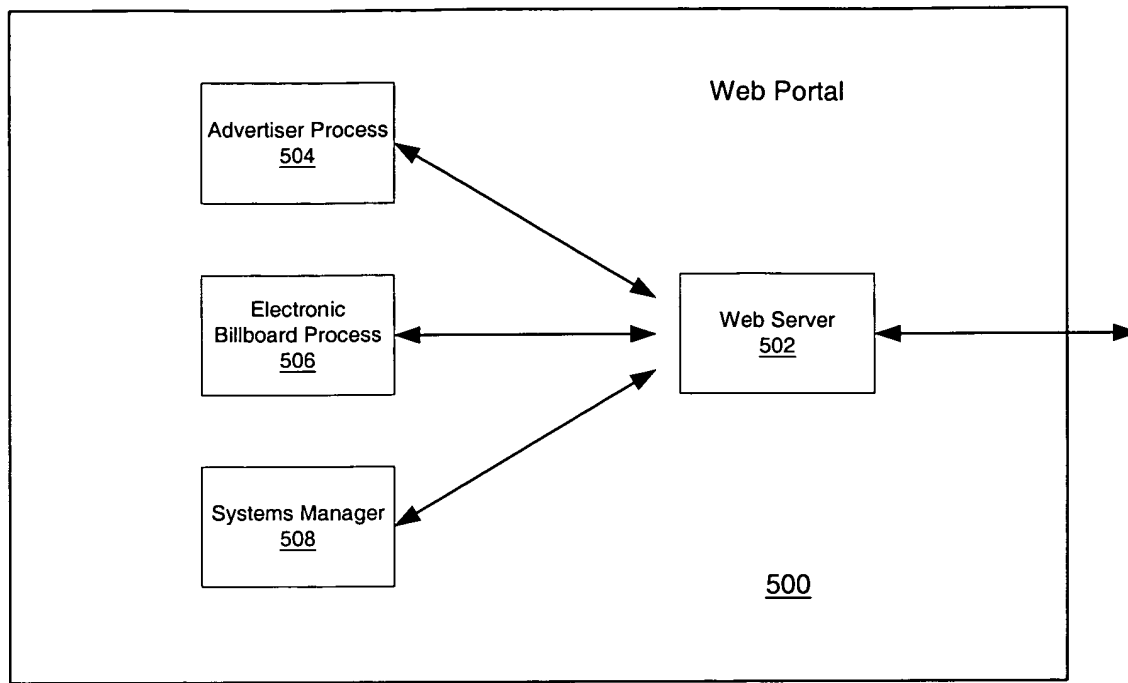 Web Portal
Advertiser Process
504
Electronic
Billboard Process
506
Web Server
502
Systems Manager
508
500